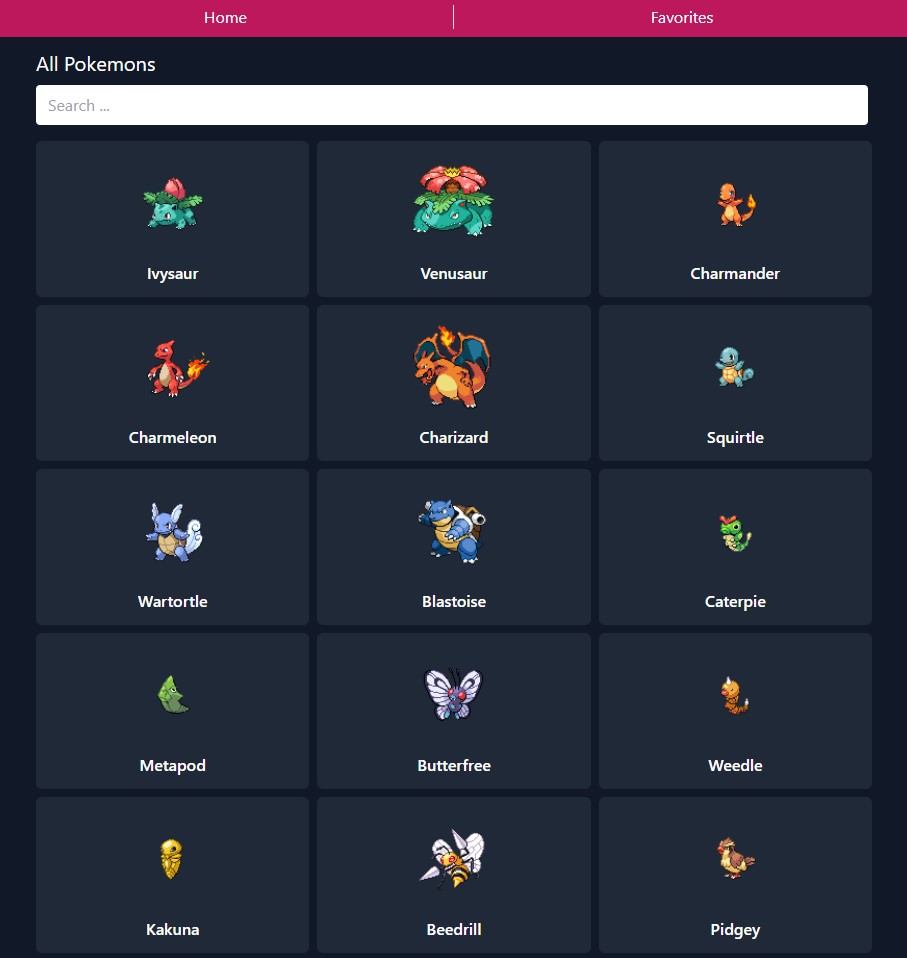 Home
Favorites
All Pokemons
Search ...
Ivysaur
Venusaur
Charmander
Charmeleon
Charizard
Squirtle
Wartortle
Blastoise
Caterpie
Metapod
Butterfree
Weedle
Kakuna
Beedrill
Pidgey